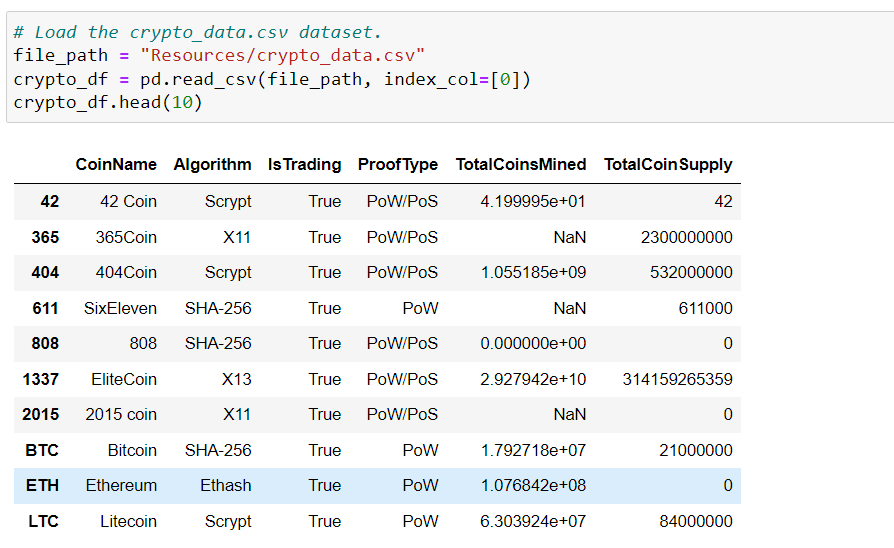 # Load the crypto_data.csv dataset.
file_path = "Resources/crypto_data.csv"
crypto_df = pd.read_csv(file_path, index_col=[0])
crypto_df.head(10)
CoinName Algorithm IsTrading ProofType TotalCoinsMined TotalCoinSupply
42 42 Coin Scrypt True PoW/PoS 4.199995e+01 42
365 365Coin X11 True PoW/PoS NaN 2300000000
404 404Coin Scrypt True PoW/PoS 1.055185e+09 532000000
611 SixEleven SHA-256 True PoW NaN 611000
808 808 SHA-256 True PoW/PoS 0.000000e+00 0
1337 EliteCoin X13 True PoW/PoS 2.927942e+10 314159265359
2015 2015 coin X11 True PoW/PoS NaN 0
BTC Bitcoin SHA-256 True PoW 1.792718e+07 21000000
ETH Ethereum Ethash True PoW 1.076842e+08 0
LTC Litecoin Scrypt True PoW 6.303924e+07 84000000